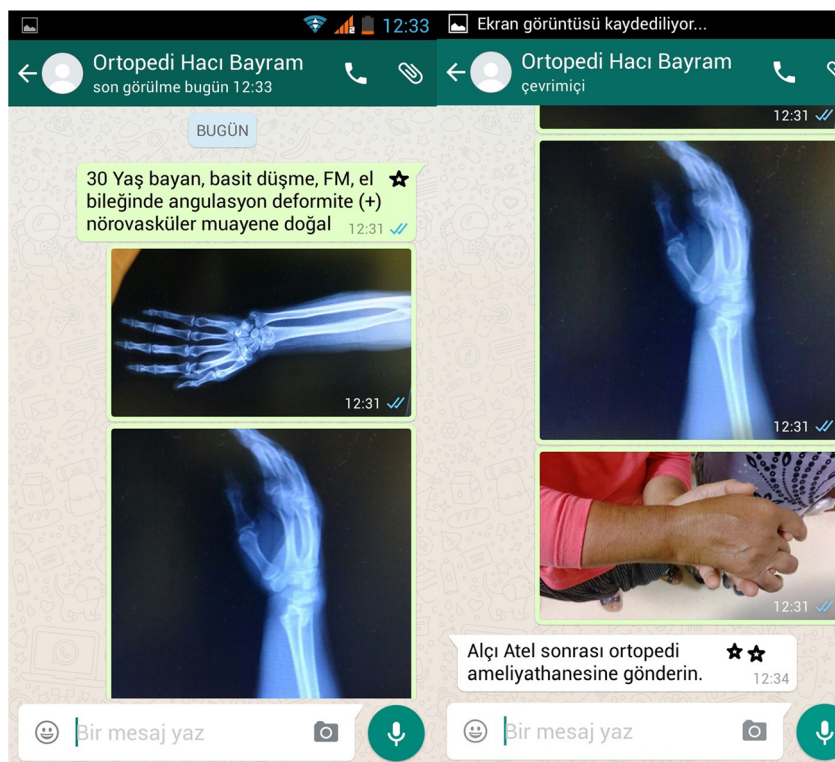 12:33
Ortopedi Hacı Bayram
son görülme bugün 12:33
BUGÜN
30 Yaş bayan, basit düşme, FM, el
bileğinde angulasyon deformite (+)
nörovasküler muayene doğal
12:31
12:31
Bir mesaj yaz
Ekran görüntüsü kaydediliyor...
Ortopedi Hacı Bayram
çevrimiçi
12:31
12:31
12:31
Alçı Atel sonrası ortopedi
ameliyathanesine gönderin.
12:34
Bir mesaj yaz